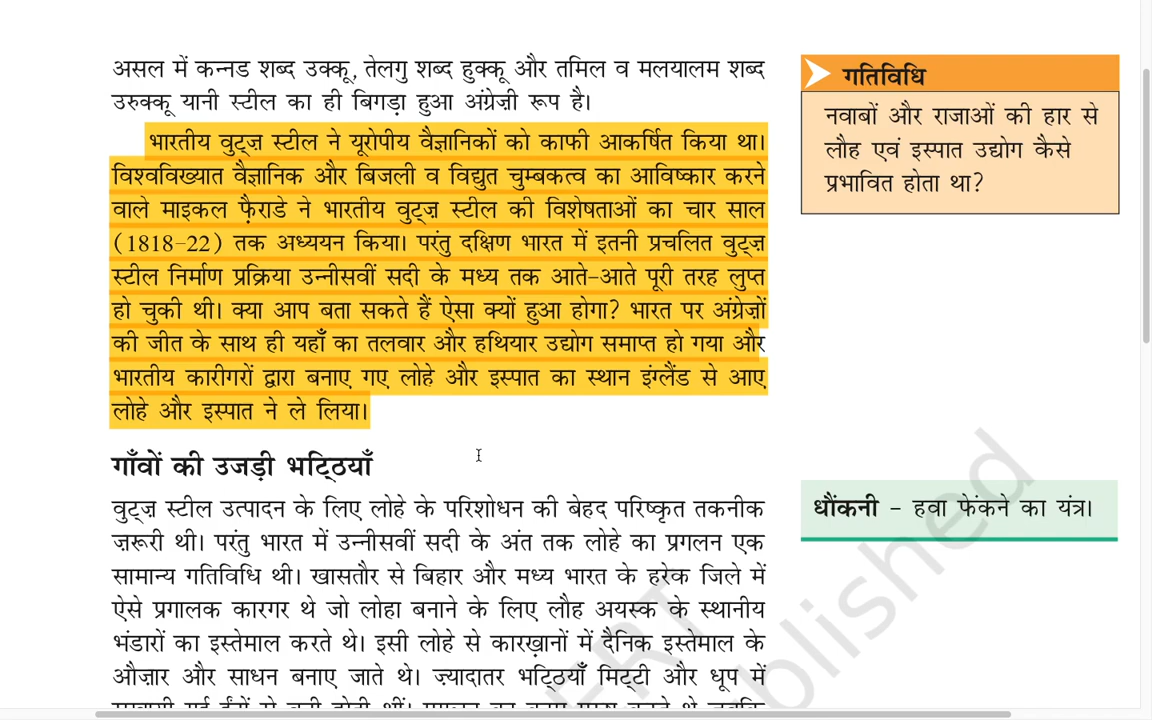 असल में कन्नड शब्द उक्कू, तेलगु शब्द हुक्कू और तमिल व मलयालम शब्द
उरुक्कू यानी स्टील का ही बिगड़ा हुआ अंग्रेज़ी रूप है।
भारतीय वुट्ज़ स्टील ने यूरोपीय वैज्ञानिकों को काफी आकर्षित किया था।
विश्वविख्यात वैज्ञानिक और बिजली व विद्युत चुम्बकत्व का आविष्कार करने
वाले माइकल फ़ैराडे ने भारतीय वुट्ज़ स्टील की विशेषताओं का चार साल
(1818-22) तक अध्ययन किया। परंतु दक्षिण भारत में इतनी प्रचलित वुट्ज़
स्टील निर्माण प्रक्रिया उन्नीसवीं सदी के मध्य तक आते-आते पूरी तरह लुप्त
हो चुकी थी। क्या आप बता सकते हैं ऐसा क्यों हुआ होगा? भारत पर अंग्रेज़ों
की जीत के साथ ही यहाँ का तलवार और हथियार उद्योग समाप्त हो गया और
भारतीय कारीगरों द्वारा बनाए गए लोहे और इस्पात का स्थान इंग्लैंड से आए
लोहे और इस्पात ने ले लिया।
गाँवों की उजड़ी भट्ठियाँ
वुट्ज़ स्टील उत्पादन के लिए लोहे के परिशोधन की बेहद परिष्कृत तकनीक
ज़रूरी थी। परंतु भारत में उन्नीसवीं सदी के अंत तक लोहे का प्रगलन एक
सामान्य गतिविधि थी। खासतौर से बिहार और मध्य भारत के हरेक जिले में
ऐसे प्रगालक कारगर थे जो लोहा बनाने के लिए लौह अयस्क के स्थानीय
भंडारों का इस्तेमाल करते थे। इसी लोहे से कारख़ानों में दैनिक इस्तेमाल के
औज़ार और साधन बनाए जाते थे। ज़्यादातर भट्ठियाँ मिट्टी और धूप में
गतिविधि
नवाबों और राजाओं की हार से
लौह एवं इस्पात उद्योग कैसे
प्रभावित होता था?
धौंकनी – हवा फेंकने का यंत्र।
blished